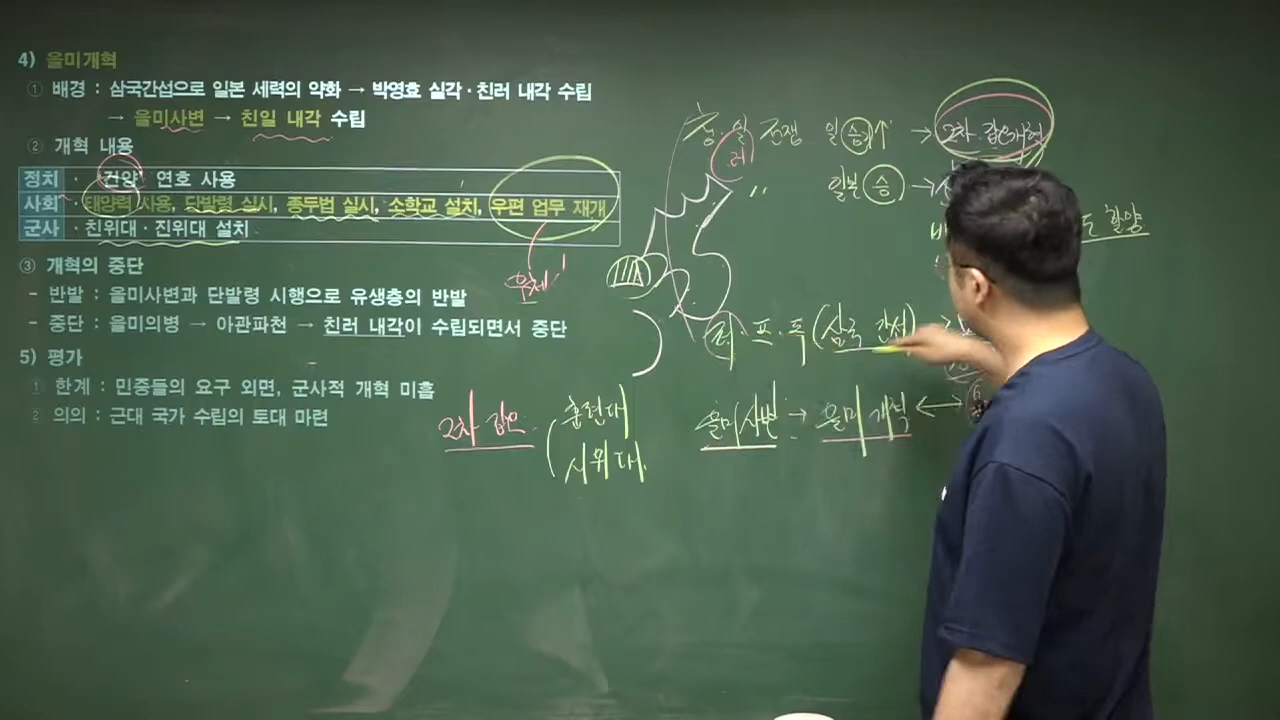 4) 을미개혁
① 배경 : 삼국간섭으로 일본 세력의 약화 → 박영효 실각·친러 내각 수립
→ 을미사변 → 친일 내각 수립
② 개혁 내용
정치 · 건양 연호 사용
사회 · 태양력 사용, 단발령 실시, 종두법 실시, 소학교 설치, 우편 업무 재개
군사 · 친위대·진위대 설치
우체
③ 개혁의 중단
- 반발 : 을미사변과 단발령 시행으로 유생층의 반발
- 중단 : 을미의병 → 아관파천 → 친러 내각이 수립되면서 중단
5) 평가
① 한계 : 민중들의 요구 외면, 군사적 개혁 미흡
② 의의 : 근대 국가 수립의 토대 마련
2차 갑오
훈련대
시위대
청·일 전쟁 일 승↑ → 2차 갑오개혁
러 " 일본 승 →
할양
러·프·독 (삼국 간섭) →
을미사변 → 을미개혁 ↔